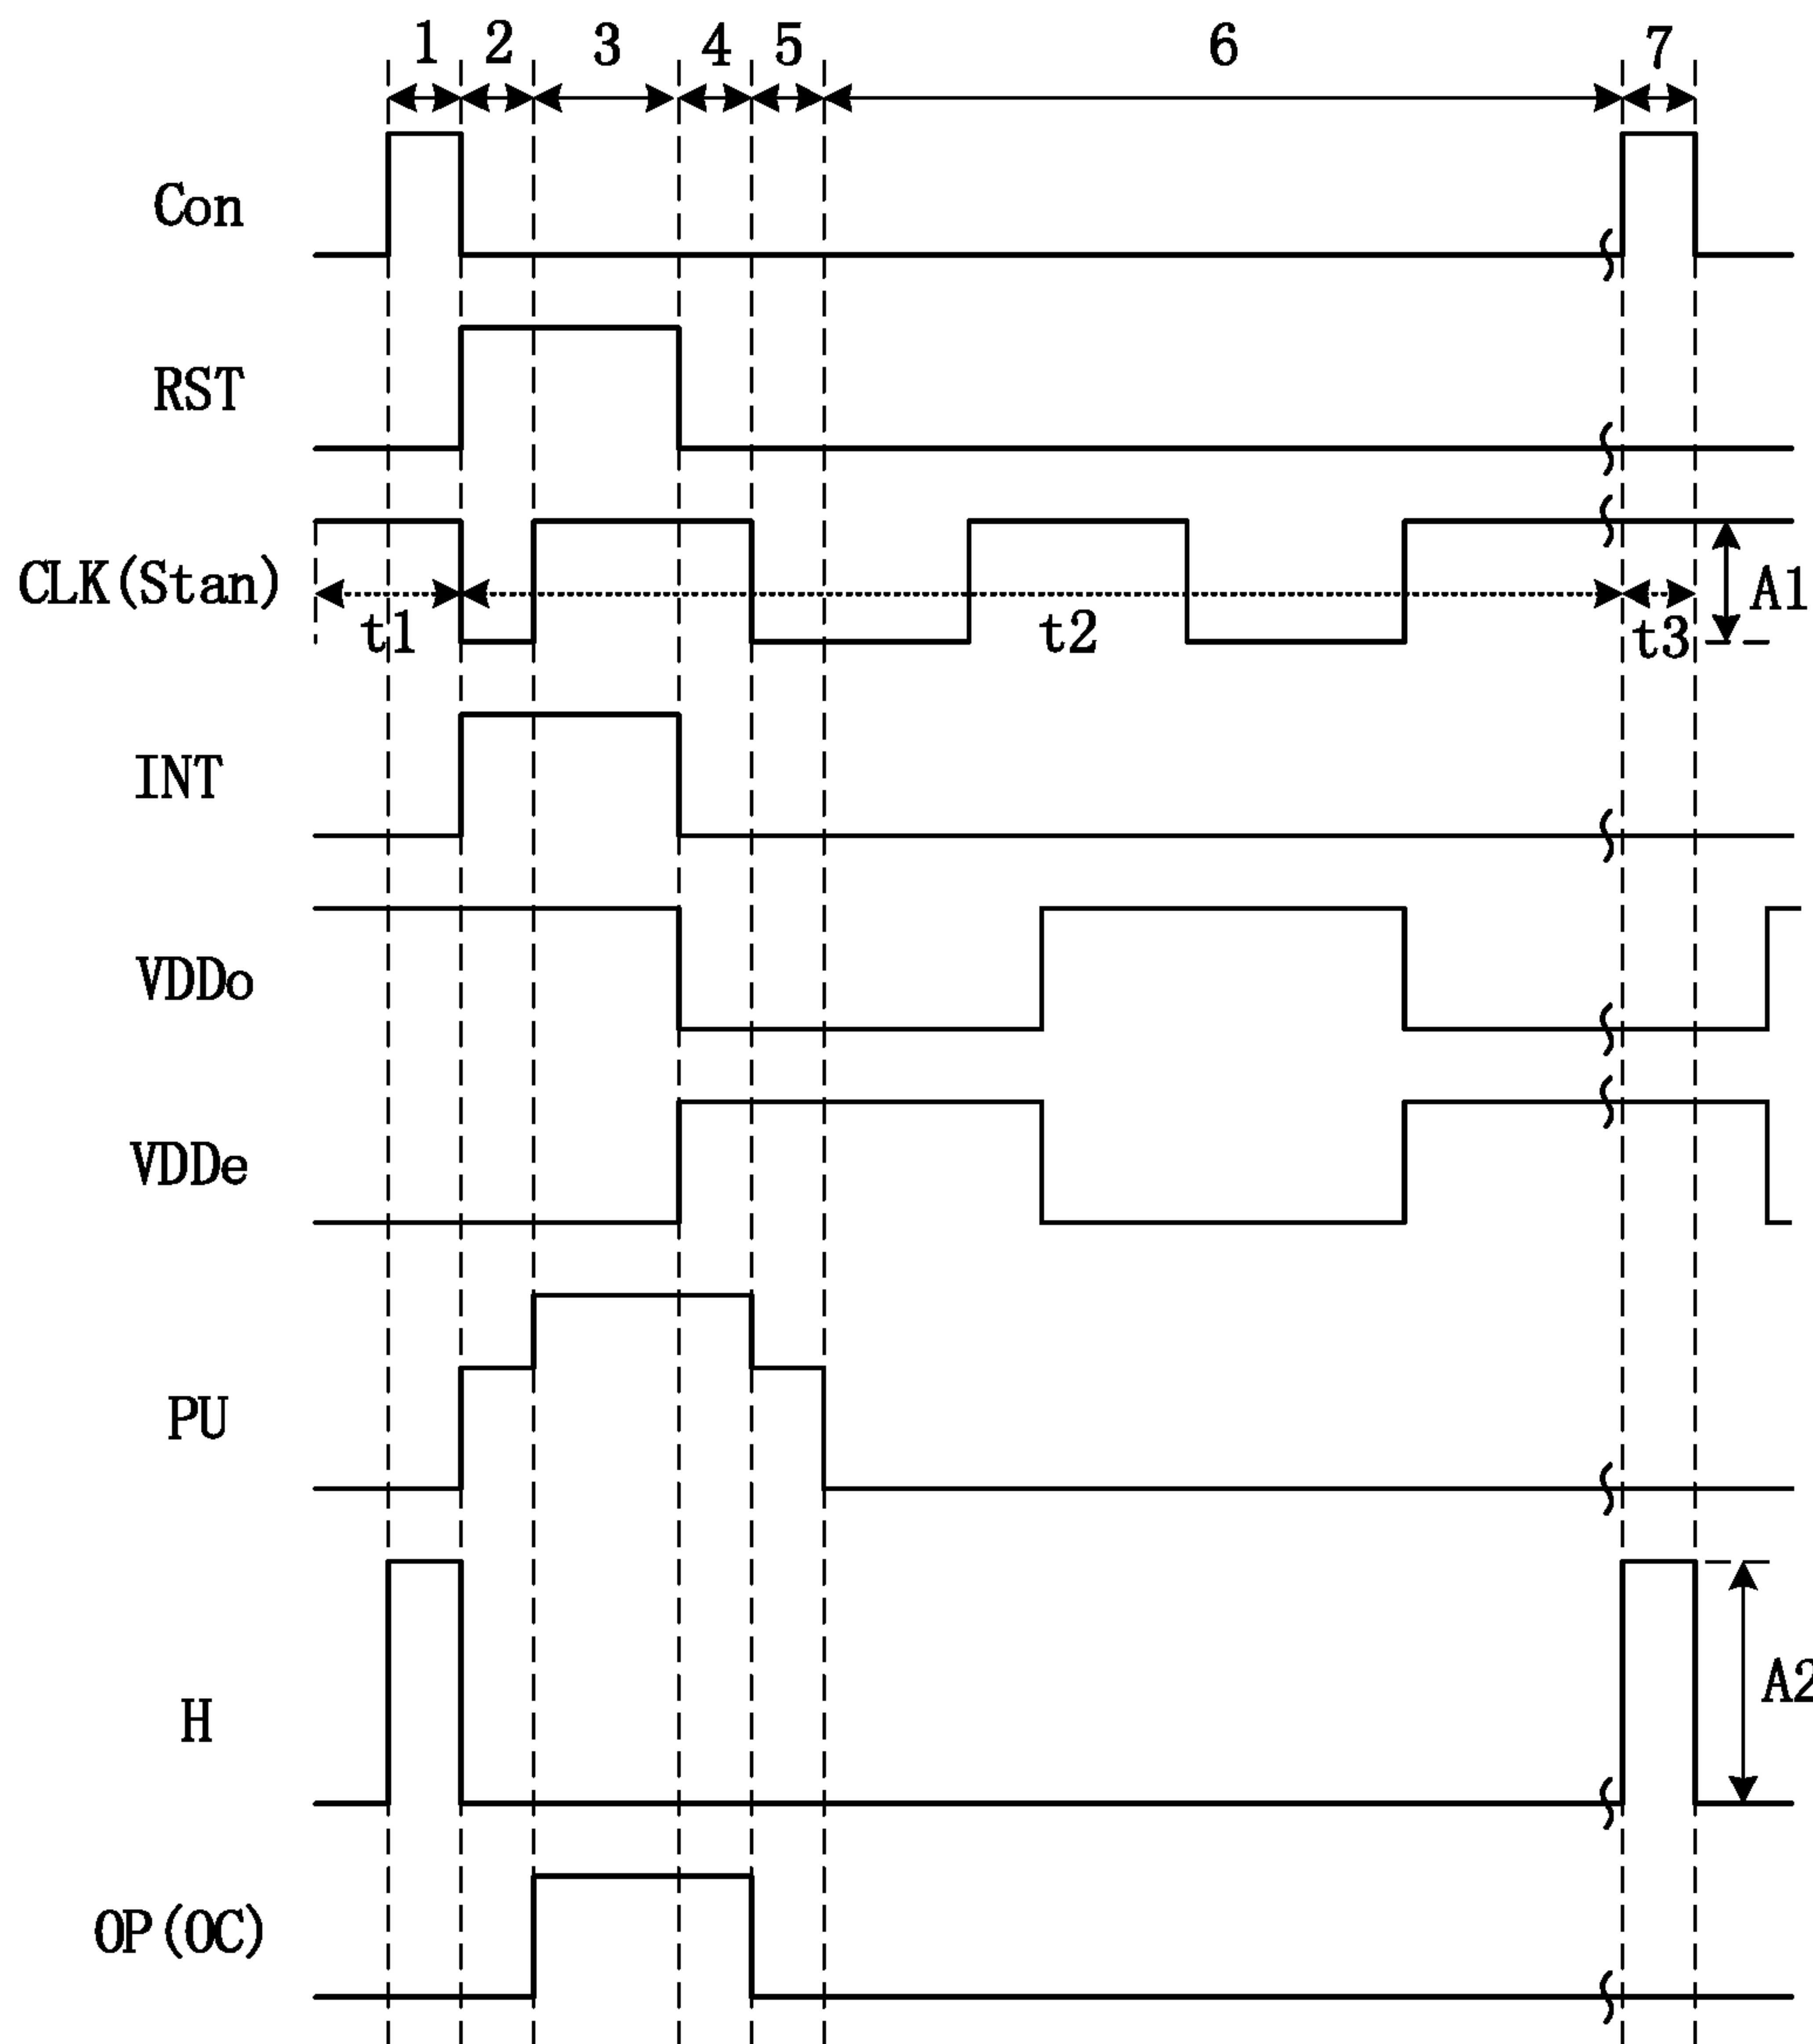 1 2 3 4 5 6 7
Con
RST
CLK(Stan)
t1 t2 t3 A1
INT
VDDo
VDDe
PU
H
A2
OP(OC)